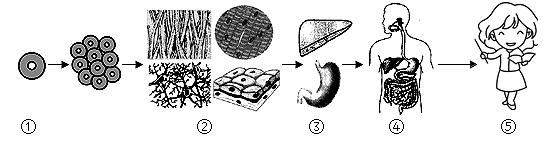 ① ② ③ ④ ⑤